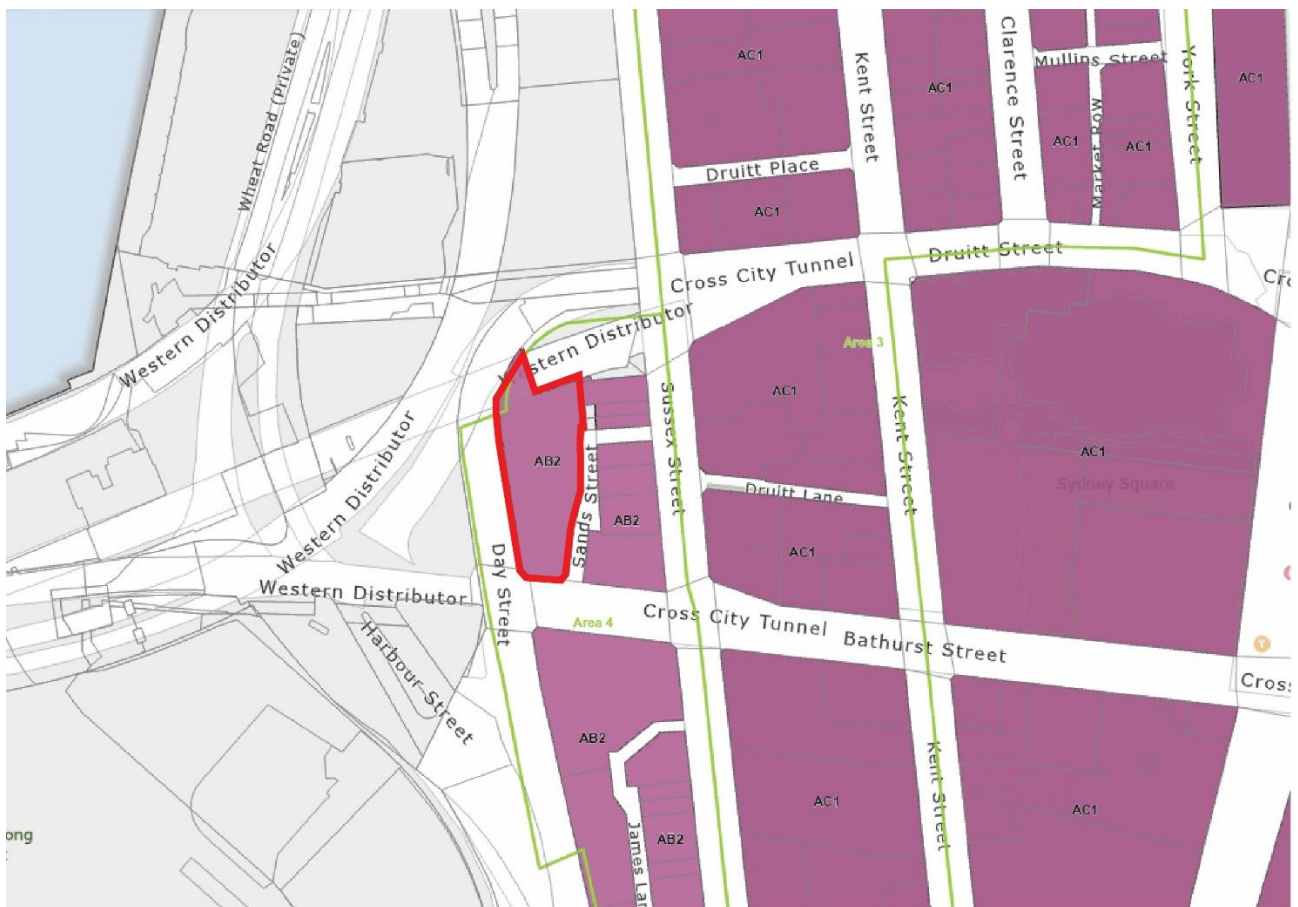 AC1
Kent Street
AC1
Clarence Street
Mullins Street
York Street
AC1
Wheat Road (Private)
AC1
Market Row
AC1
Druitt Place
AC1
Druitt Street
Cross City Tunnel
Western Distributor
Western Distributor
Area 3
AC1
Sussex Street
Kent Street
AC1
Sydney Square
AB2
Sands Street
AB2
Druitt Lane
AC1
Western Distributor
Western Distributor
Day Street
Area 4
Cross City Tunnel
Bathurst Street
Harbour Street
T
AB2
James
AB2
AC1
Kent Street
AC1
ong